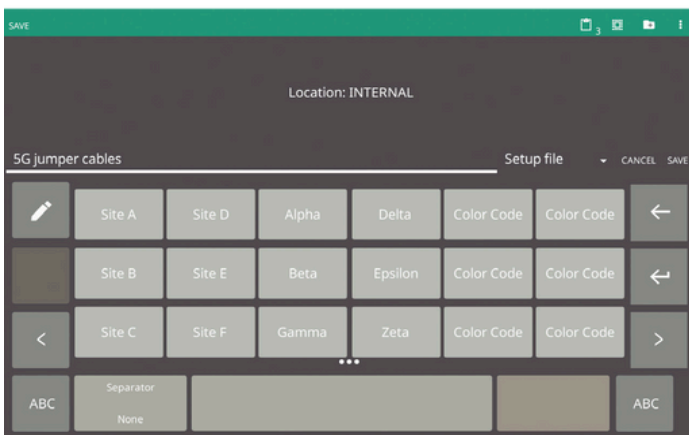 SAVE
3
Location: INTERNAL
5G jumper cables
Setup file
CANCEL
SAVE
Site A
Site D
Alpha
Delta
Color Code
Color Code
Site B
Site E
Beta
Epsilon
Color Code
Color Code
Site C
Site F
Gamma
Zeta
Color Code
Color Code
ABC
Separator
None
ABC